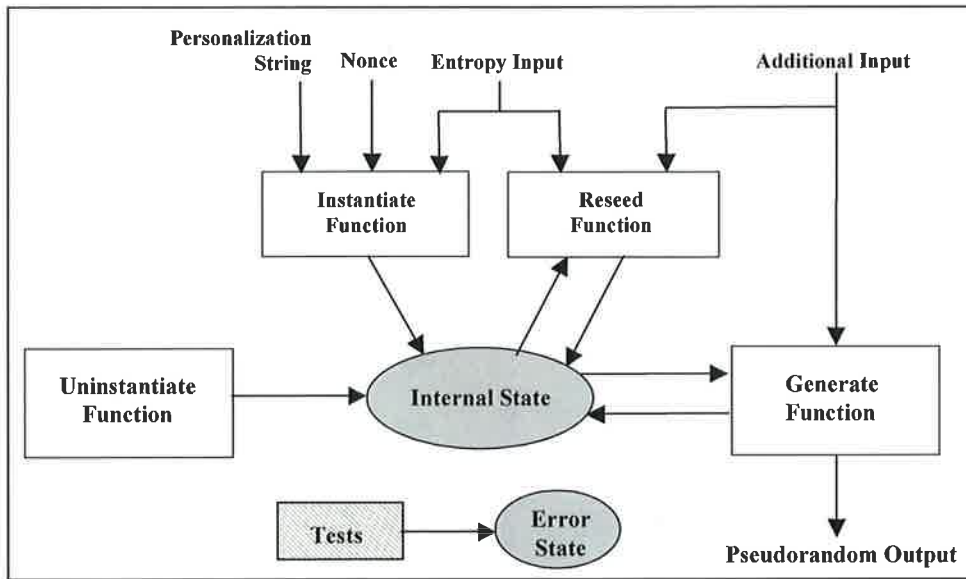 Personalization
String
Nonce
Entropy Input
Additional Input
Instantiate
Function
Reseed
Function
Uninstantiate
Function
Internal State
Generate
Function
Tests
Error
State
Pseudorandom Output